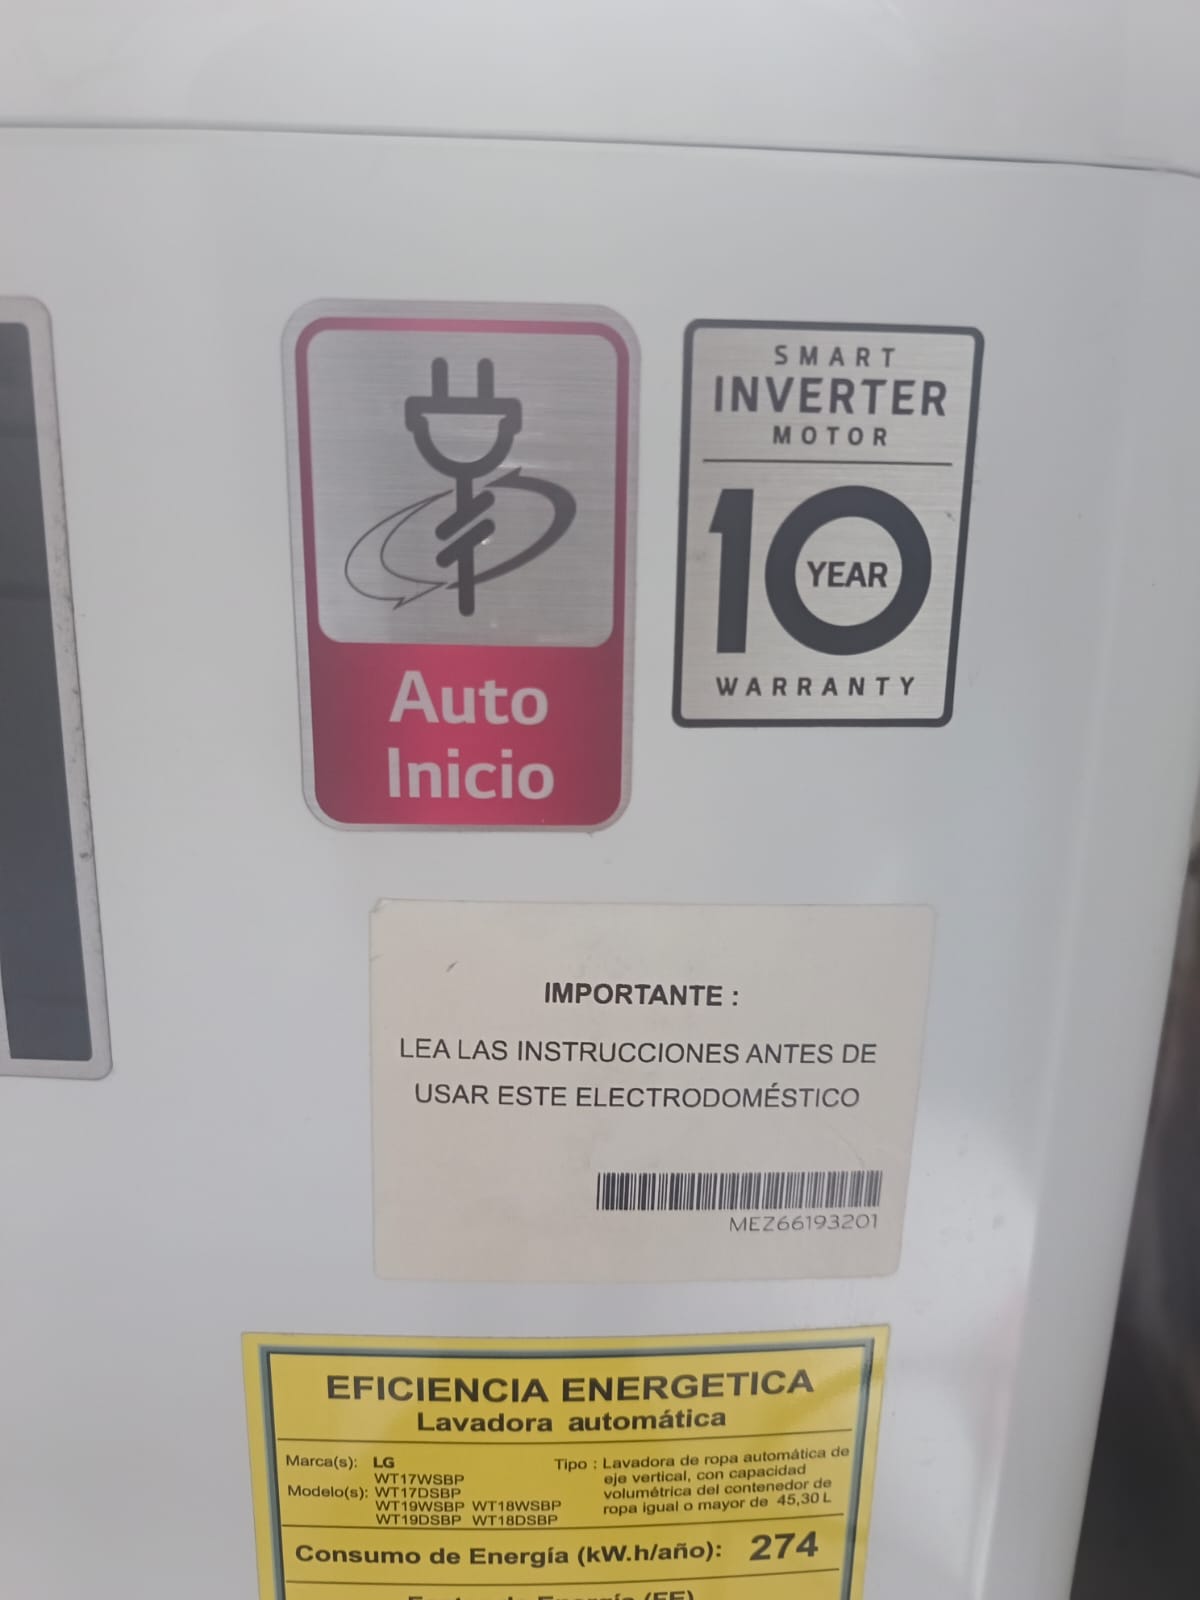 Auto
Inicio
SMART
INVERTER
MOTOR
10
YEAR
WARRANTY
IMPORTANTE :
LEA LAS INSTRUCCIONES ANTES DE
USAR ESTE ELECTRODOMÉSTICO
MEZ66193201
EFICIENCIA ENERGETICA
Lavadora automática
Marca(s): LG
Modelo(s): WT17WSBP
WT17DSBP
WT19WSBP WT18WSBP
WT19DSBP WT18DSBP
Tipo : Lavadora de ropa automática de
eje vertical, con capacidad
volumétrica del contenedor de
ropa igual o mayor de 45,30 L
Consumo de Energía (kW.h/año): 274